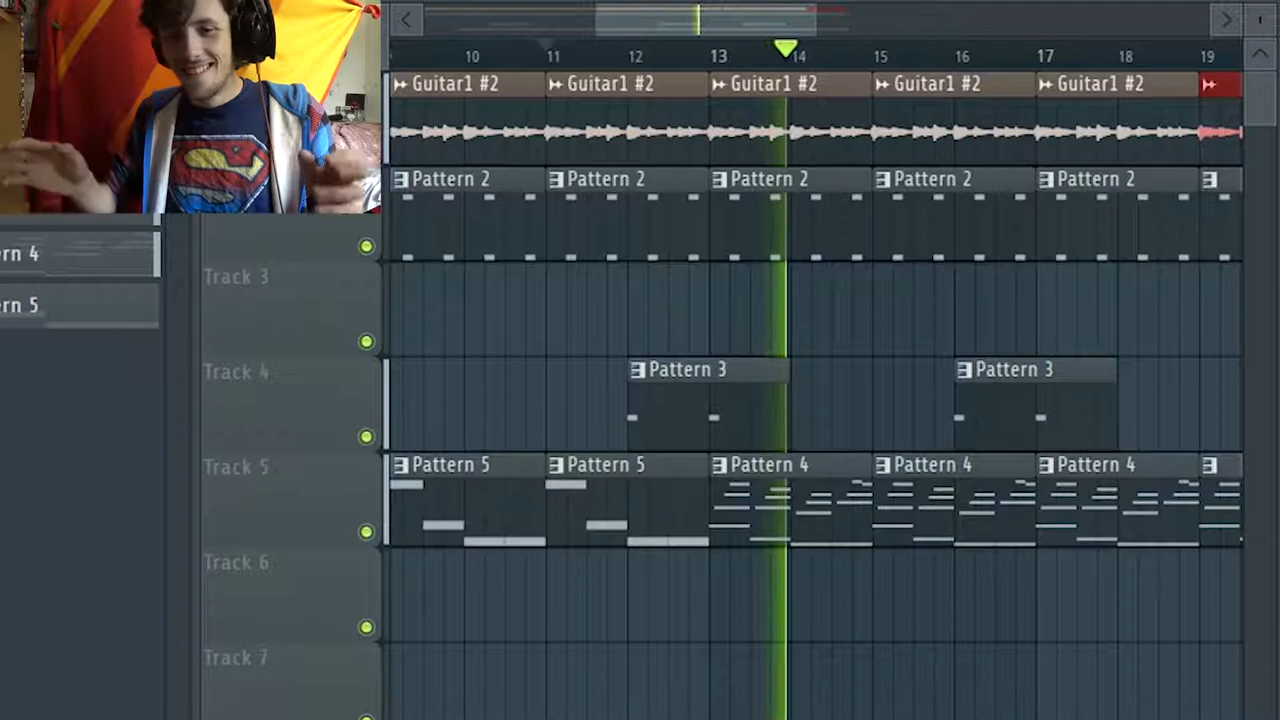 10 11 12 13 14 15 16 17 18 19
Guitar1 #2 Guitar1 #2 Guitar1 #2 Guitar1 #2 Guitar1 #2
Pattern 2 Pattern 2 Pattern 2 Pattern 2 Pattern 2
rn 4
Track 3
rn 5
Track 4
Pattern 3 Pattern 3
Track 5
Pattern 5 Pattern 5 Pattern 4 Pattern 4 Pattern 4
Track 6
Track 7